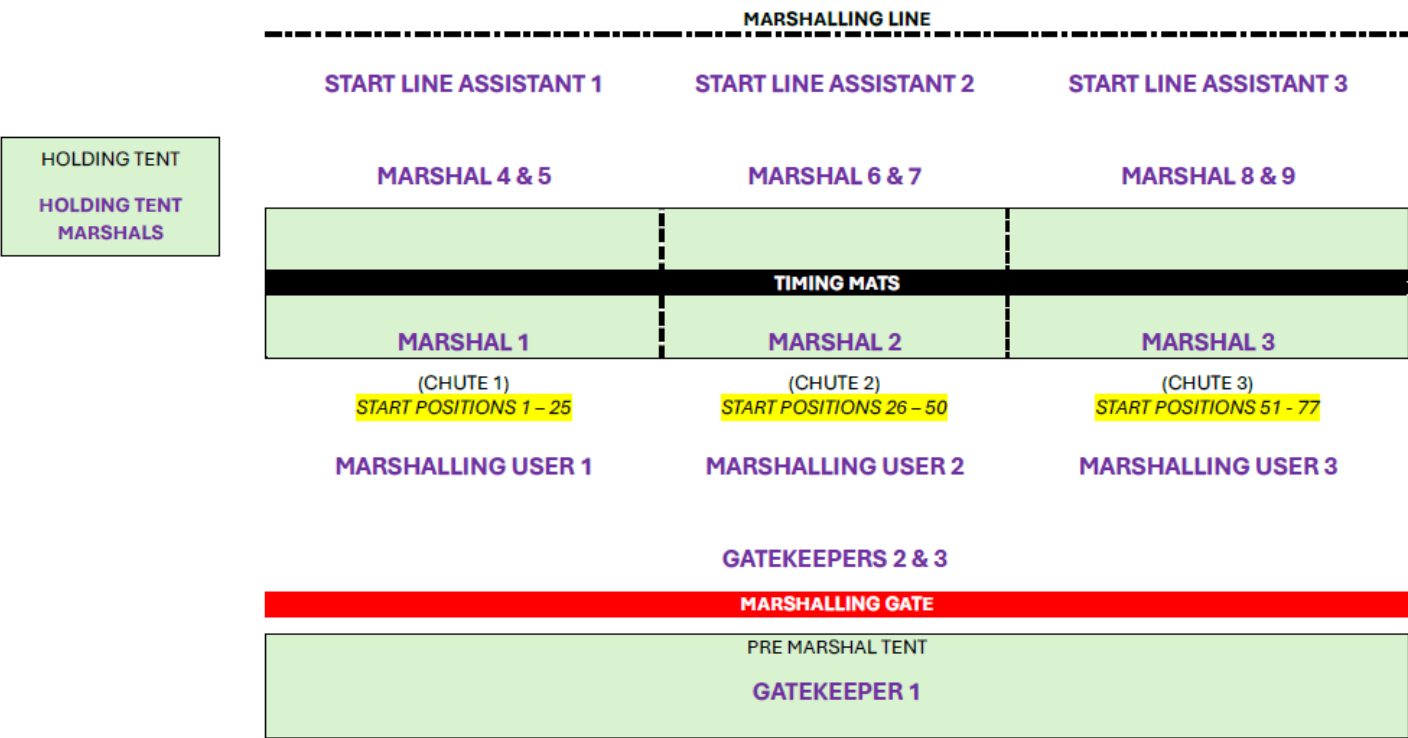 MARSHALLING LINE
START LINE ASSISTANT 1
START LINE ASSISTANT 2
START LINE ASSISTANT 3
HOLDING TENT
HOLDING TENT
MARSHALS
MARSHAL 4 & 5
MARSHAL 6 & 7
MARSHAL 8 & 9
TIMING MATS
MARSHAL 1
MARSHAL 2
MARSHAL 3
(CHUTE 1)
START POSITIONS 1 – 25
(CHUTE 2)
START POSITIONS 26 – 50
(CHUTE 3)
START POSITIONS 51 - 77
MARSHALLING USER 1
MARSHALLING USER 2
MARSHALLING USER 3
GATEKEEPERS 2 & 3
MARSHALLING GATE
PRE MARSHAL TENT
GATEKEEPER 1